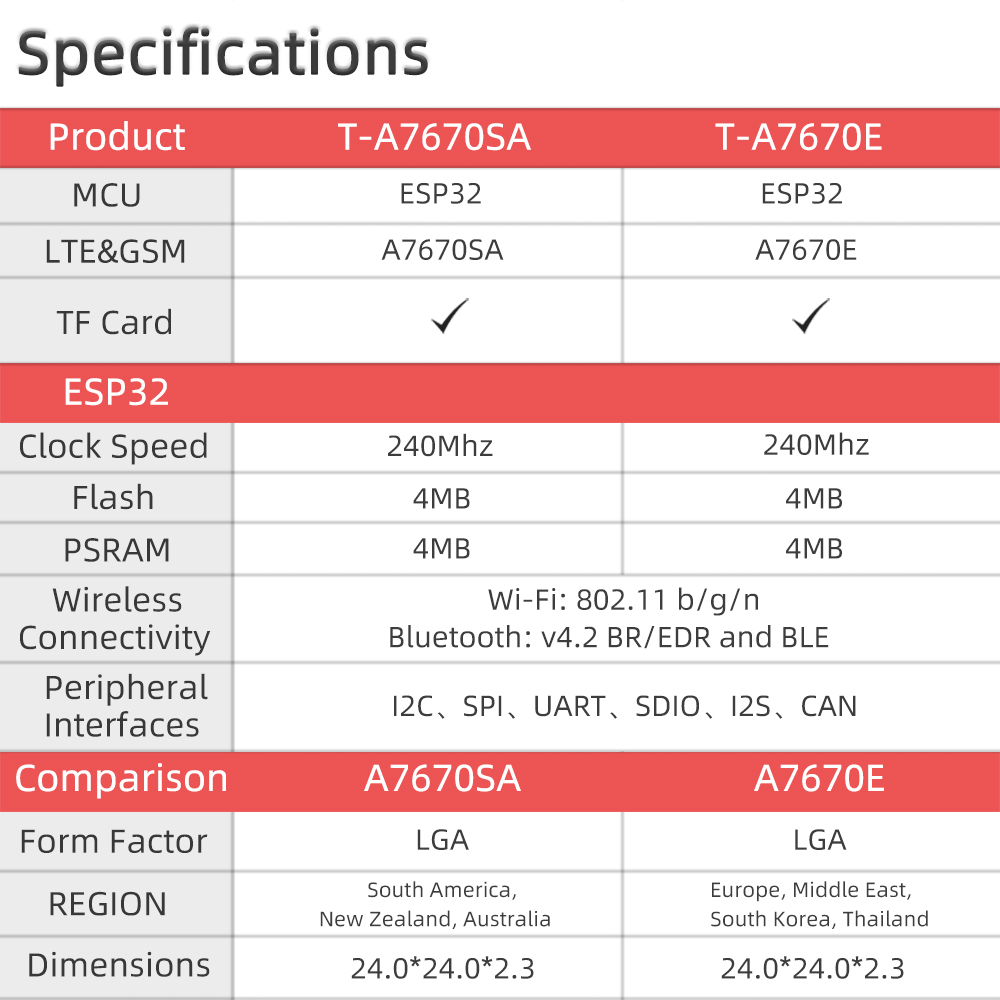 Specifications
Product T-A7670SA T-A7670E
MCU ESP32 ESP32
LTE&GSM A7670SA A7670E
TF Card ✓ ✓
ESP32
Clock Speed 240Mhz 240Mhz
Flash 4MB 4MB
PSRAM 4MB 4MB
Wireless Connectivity
Wi-Fi: 802.11 b/g/n
Bluetooth: v4.2 BR/EDR and BLE
Peripheral
Interfaces
I2C、SPI、UART、SDIO、I2S、CAN
Comparison A7670SA A7670E
Form Factor LGA LGA
REGION
South America,
New Zealand, Australia
Europe, Middle East,
South Korea, Thailand
Dimensions 24.0*24.0*2.3 24.0*24.0*2.3